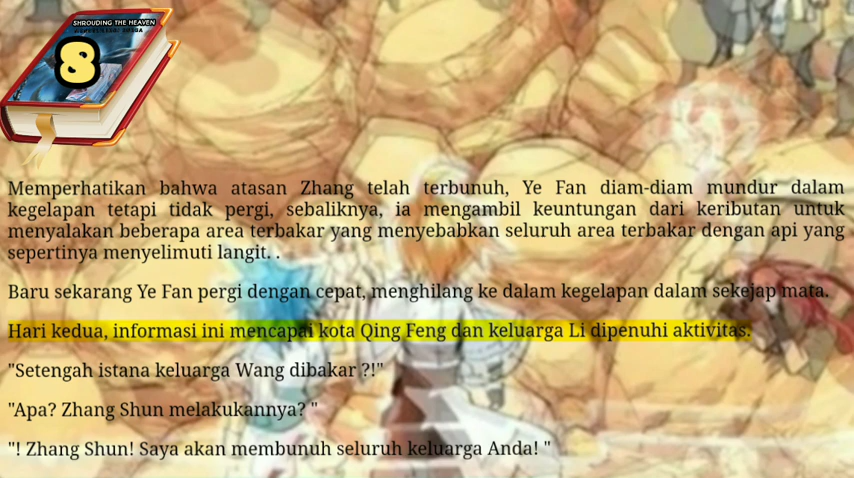 SHROUDING THE HEAVEN
8
Memperhatikan bahwa atasan Zhang telah terbunuh, Ye Fan diam-diam mundur dalam
kegelapan tetapi tidak pergi, sebaliknya, ia mengambil keuntungan dari keributan untuk
menyalakan beberapa area terbakar yang menyebabkan seluruh area terbakar dengan api yang
sepertinya menyelimuti langit. .
Baru sekarang Ye Fan pergi dengan cepat, menghilang ke dalam kegelapan dalam sekejap mata.
Hari kedua, informasi ini mencapai kota Qing Feng dan keluarga Li dipenuhi aktivitas.
"Setengah istana keluarga Wang dibakar ?!"
"Apa? Zhang Shun melakukannya? "
"! Zhang Shun! Saya akan membunuh seluruh keluarga Anda! "